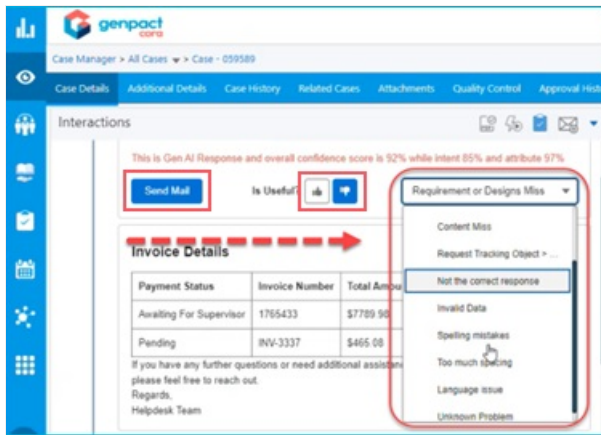 genpact
cora
Case Manager > All Cases > Case - 059589
Case Details Additional Details Case History Related Cases Attachments Quality Control Approval Hist
Interactions
This is Gen AI Response and overall confidence score is 92% while intent 85% and attribute 97%
Send Mail Is Useful? Requirement or Designs Miss
Content Miss
Request Tracking Object > ...
Not the correct response
Invalid Data
Spelling mistakes
Too much spacing
Language issue
Unknown Problem
Invoice Details
Payment Status Invoice Number Total Amou
Awaiting For Supervisor 1765433 $7789.98
Pending INV-3337 $465.08
If you have any further questions or need additional assistan
please feel free to reach out.
Regards,
Helpdesk Team